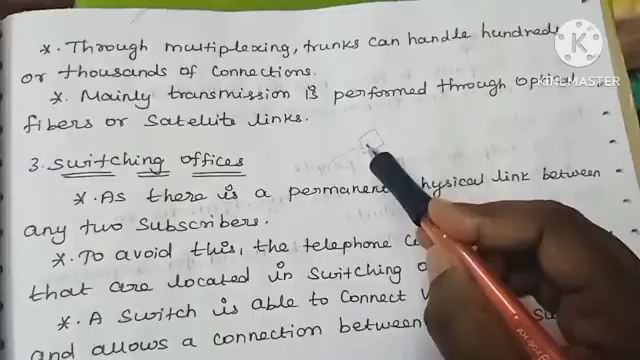 *. Through multiplexing, trunks can handle hundreds
or thousands of connections.
*. Mainly transmission is performed through optical
fibers or Satellite links.
3. Switching offices
*. As there is a permanent physical link between
any two Subscribers.
*. To avoid this, the telephone
that are located in Switching
*. A Switch is able to Connect
and allows a connection between
K
KINEMASTER